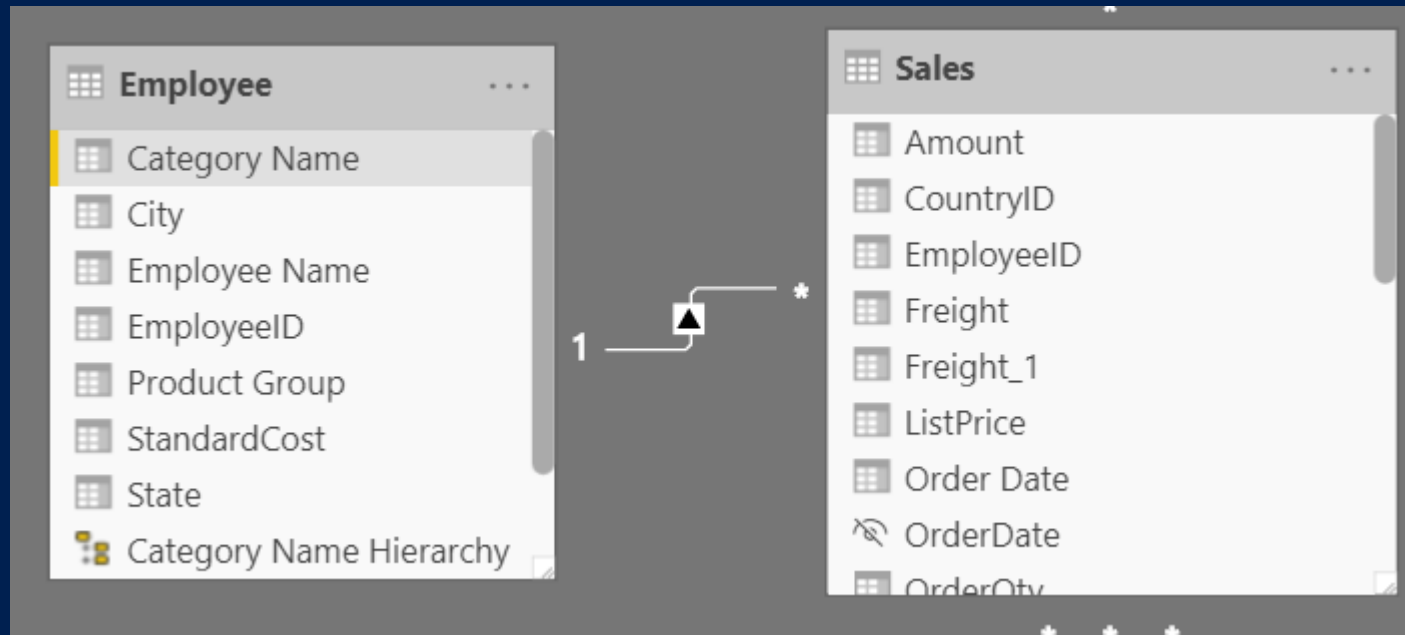 Employee
Category Name
City
Employee Name
EmployeeID
Product Group
StandardCost
State
Category Name Hierarchy
1
*
Sales
Amount
CountryID
EmployeeID
Freight
Freight_1
ListPrice
Order Date
OrderDate
OrderQty
* * *